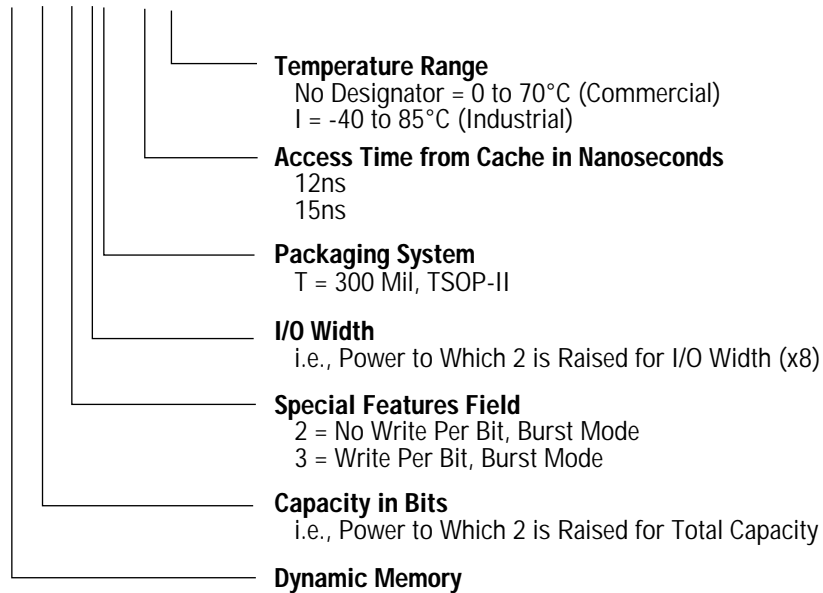 Temperature Range
No Designator = 0 to 70°C (Commercial)
I = -40 to 85°C (Industrial)
Access Time from Cache in Nanoseconds
12ns
15ns
Packaging System
T = 300 Mil, TSOP-II
I/O Width
i.e., Power to Which 2 is Raised for I/O Width (x8)
Special Features Field
2 = No Write Per Bit, Burst Mode
3 = Write Per Bit, Burst Mode
Capacity in Bits
i.e., Power to Which 2 is Raised for Total Capacity
Dynamic Memory